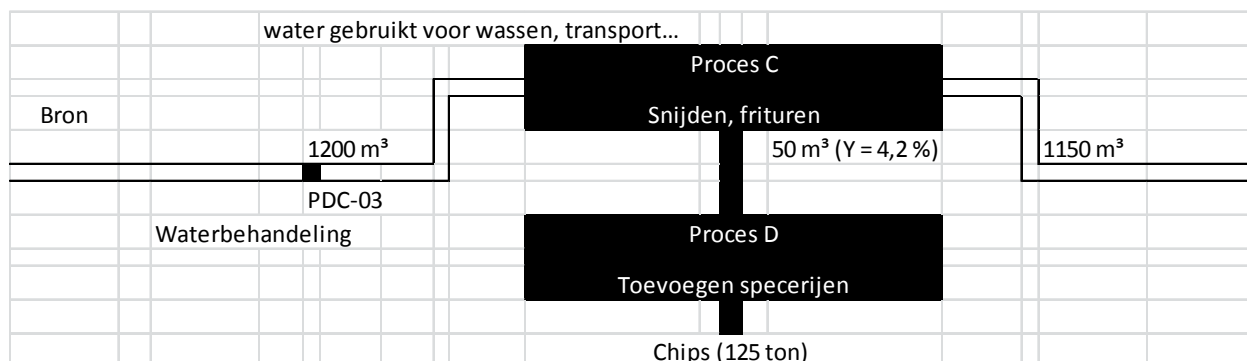 water gebruikt voor wassen, transport...
Proces C
Bron
Snijden, frituren
1200 m³
50 m³ (Y = 4,2 %)
1150 m³
PDC-03
Waterbehandeling
Proces D
Toevoegen specerijen
Chips (125 ton)